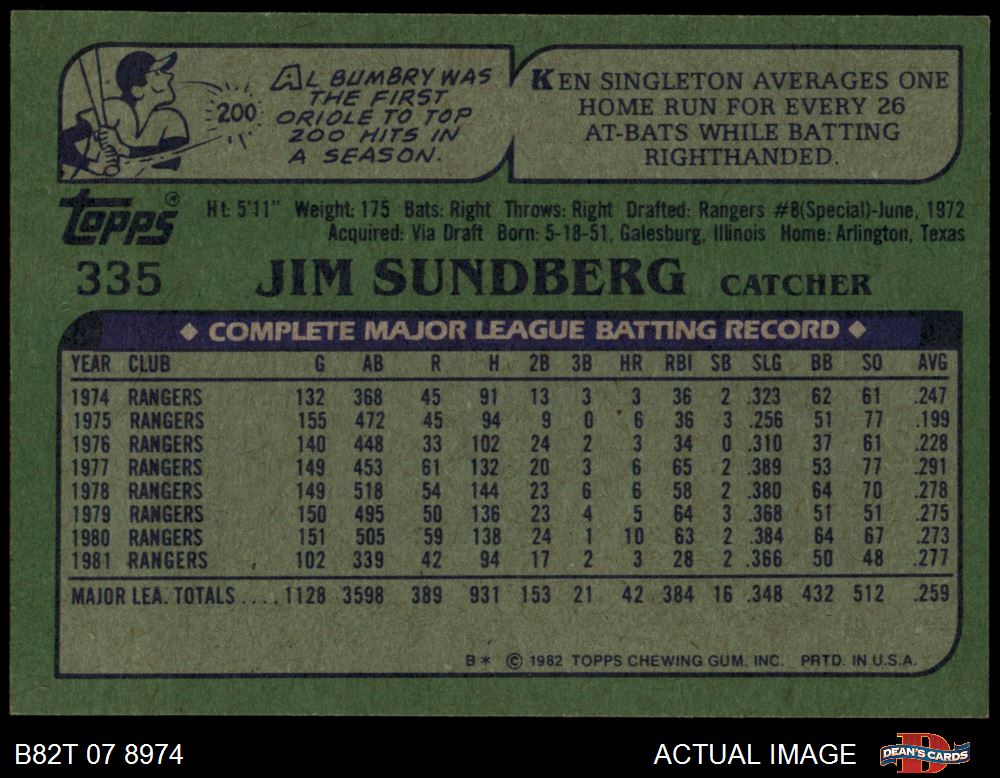 AL BUMBRY WAS
THE FIRST
ORIOLE TO TOP
200 HITS IN
A SEASON.
200
KEN SINGLETON AVERAGES ONE
HOME RUN FOR EVERY 26
AT-BATS WHILE BATTING
RIGHTHANDED.
Topps®
Ht: 5'11" Weight: 175 Bats: Right Throws: Right Drafted: Rangers #8(Special)-June, 1972
Acquired: Via Draft Born: 5-18-51, Galesburg, Illinois Home: Arlington, Texas
335 JIM SUNDBERG CATCHER
◆ COMPLETE MAJOR LEAGUE BATTING RECORD ◆
YEAR CLUB G AB R H 2B 3B HR RBI SB SLG BB SO AVG
1974 RANGERS 132 368 45 91 13 3 3 36 2 .323 62 61 .247
1975 RANGERS 155 472 45 94 9 0 6 36 3 .256 51 77 .199
1976 RANGERS 140 448 33 102 24 2 3 34 0 .310 37 61 .228
1977 RANGERS 149 453 61 132 20 3 6 65 2 .389 53 77 .291
1978 RANGERS 149 518 54 144 23 6 6 58 2 .380 64 70 .278
1979 RANGERS 150 495 50 136 23 4 5 64 3 .368 51 51 .275
1980 RANGERS 151 505 59 138 24 1 10 63 2 .384 64 67 .273
1981 RANGERS 102 339 42 94 17 2 3 28 2 .366 50 48 .277
MAJOR LEA. TOTALS .... 1128 3598 389 931 153 21 42 384 16 .348 432 512 .259
B* © 1982 TOPPS CHEWING GUM, INC. PRTD. IN U.S.A.
B82T 07 8974 ACTUAL IMAGE DEAN'S CARDS